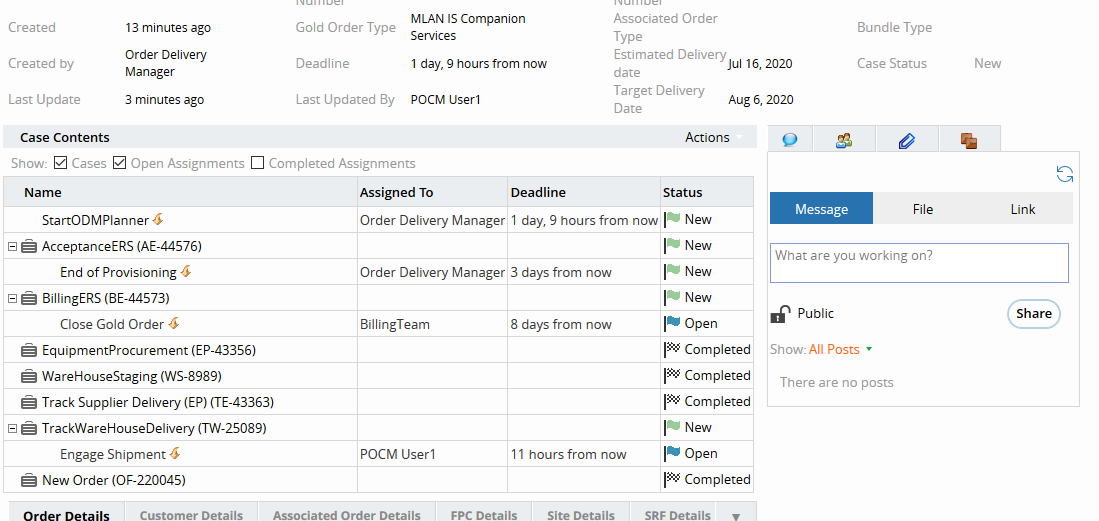 Number
Number
Created 13 minutes ago Gold Order Type MLAN IS Companion Services Associated Order Type Bundle Type
Created by Order Delivery Manager Deadline 1 day, 9 hours from now Estimated Delivery date Jul 16, 2020 Case Status New
Last Update 3 minutes ago Last Updated By POCM User1 Target Delivery Date Aug 6, 2020
Case Contents Actions
Show: Cases Open Assignments Completed Assignments
Name Assigned To Deadline Status
StartODMPlanner Order Delivery Manager 1 day, 9 hours from now New
AcceptanceERS (AE-44576) New
End of Provisioning Order Delivery Manager 3 days from now New
BillingERS (BE-44573) New
Close Gold Order BillingTeam 8 days from now Open
EquipmentProcurement (EP-43356) Completed
WareHouseStaging (WS-8989) Completed
Track Supplier Delivery (EP) (TE-43363) Completed
TrackWareHouseDelivery (TW-25089) New
Engage Shipment POCM User1 11 hours from now Open
New Order (OF-220045) Completed
Order Details Customer Details Associated Order Details FPC Details Site Details SRF Details
Message File Link
What are you working on?
Public Share
Show: All Posts
There are no posts